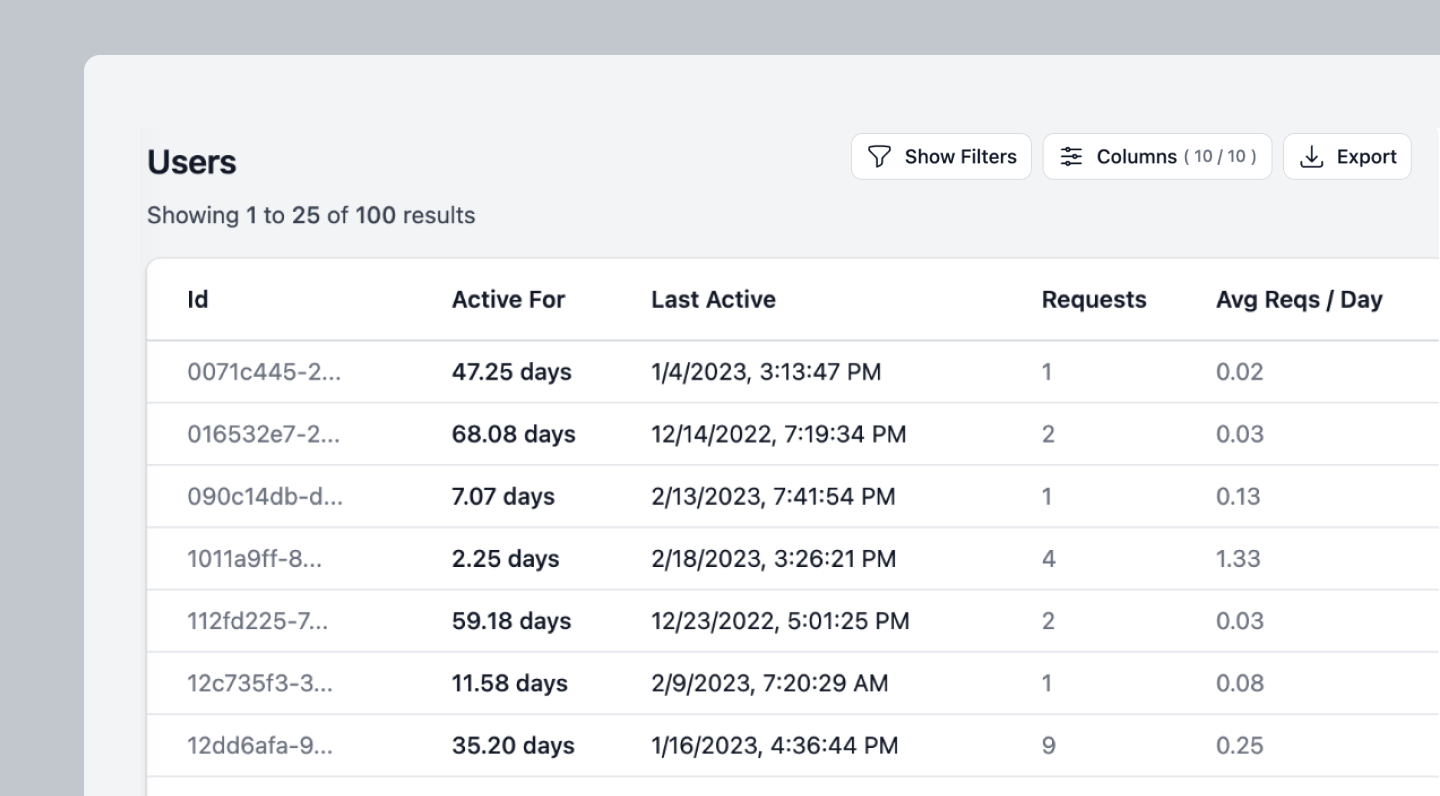 Users
Show Filters
Columns ( 10 / 10 )
Export
Showing 1 to 25 of 100 results
Id Active For Last Active Requests Avg Reqs / Day
0071c445-2... 47.25 days 1/4/2023, 3:13:47 PM 1 0.02
016532e7-2... 68.08 days 12/14/2022, 7:19:34 PM 2 0.03
090c14db-d... 7.07 days 2/13/2023, 7:41:54 PM 1 0.13
1011a9ff-8... 2.25 days 2/18/2023, 3:26:21 PM 4 1.33
112fd225-7... 59.18 days 12/23/2022, 5:01:25 PM 2 0.03
12c735f3-3... 11.58 days 2/9/2023, 7:20:29 AM 1 0.08
12dd6afa-9... 35.20 days 1/16/2023, 4:36:44 PM 9 0.25